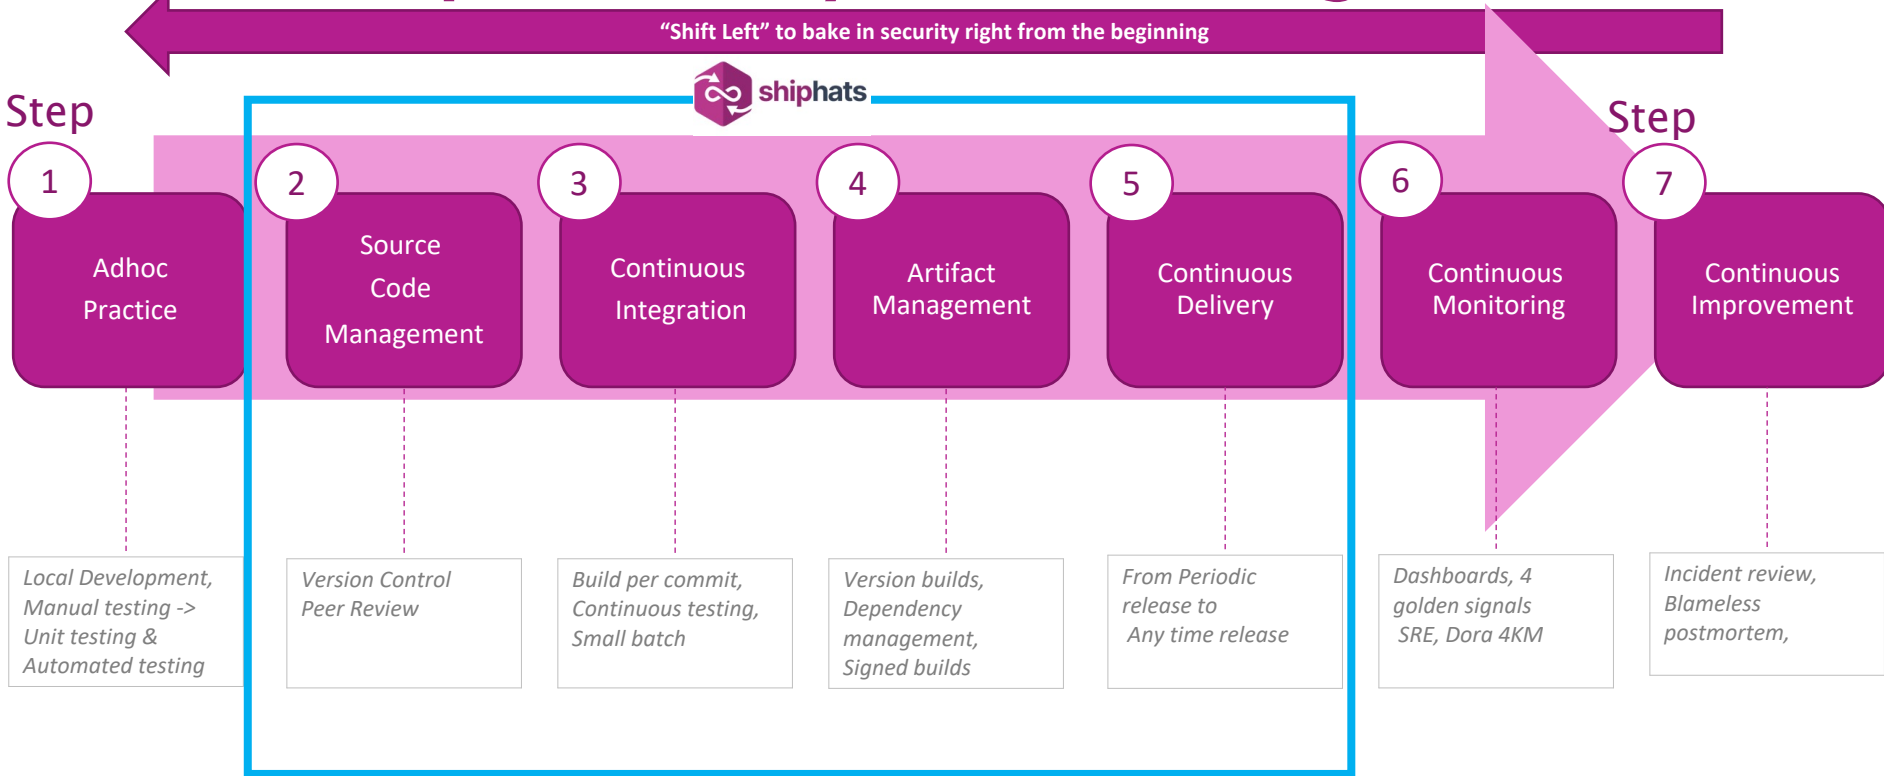 “Shift Left” to bake in security right from the beginning
shiphats
Step
Step
1
2
3
4
5
6
7
Adhoc
Practice
Source
Code
Management
Continuous
Integration
Artifact
Management
Continuous
Delivery
Continuous
Monitoring
Continuous
Improvement
Local Development,
Manual testing ->
Unit testing &
Automated testing
Version Control
Peer Review
Build per commit,
Continuous testing,
Small batch
Version builds,
Dependency
management,
Signed builds
From Periodic
release to
Any time release
Dashboards, 4
golden signals
SRE, Dora 4KM
Incident review,
Blameless
postmortem,